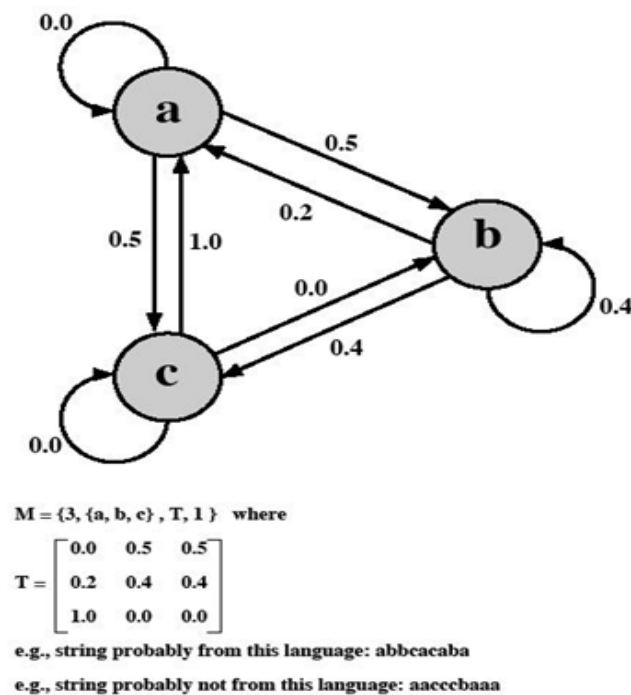 0.0
a
0.5
0.2
b
0.5
1.0
0.0
0.4
0.4
c
0.0
M = {3, {a, b, c} , T, 1 } where
0.0 0.5 0.5
T = 0.2 0.4 0.4
1.0 0.0 0.0
e.g., string probably from this language: abbcacaba
e.g., string probably not from this language: aacccbaaa